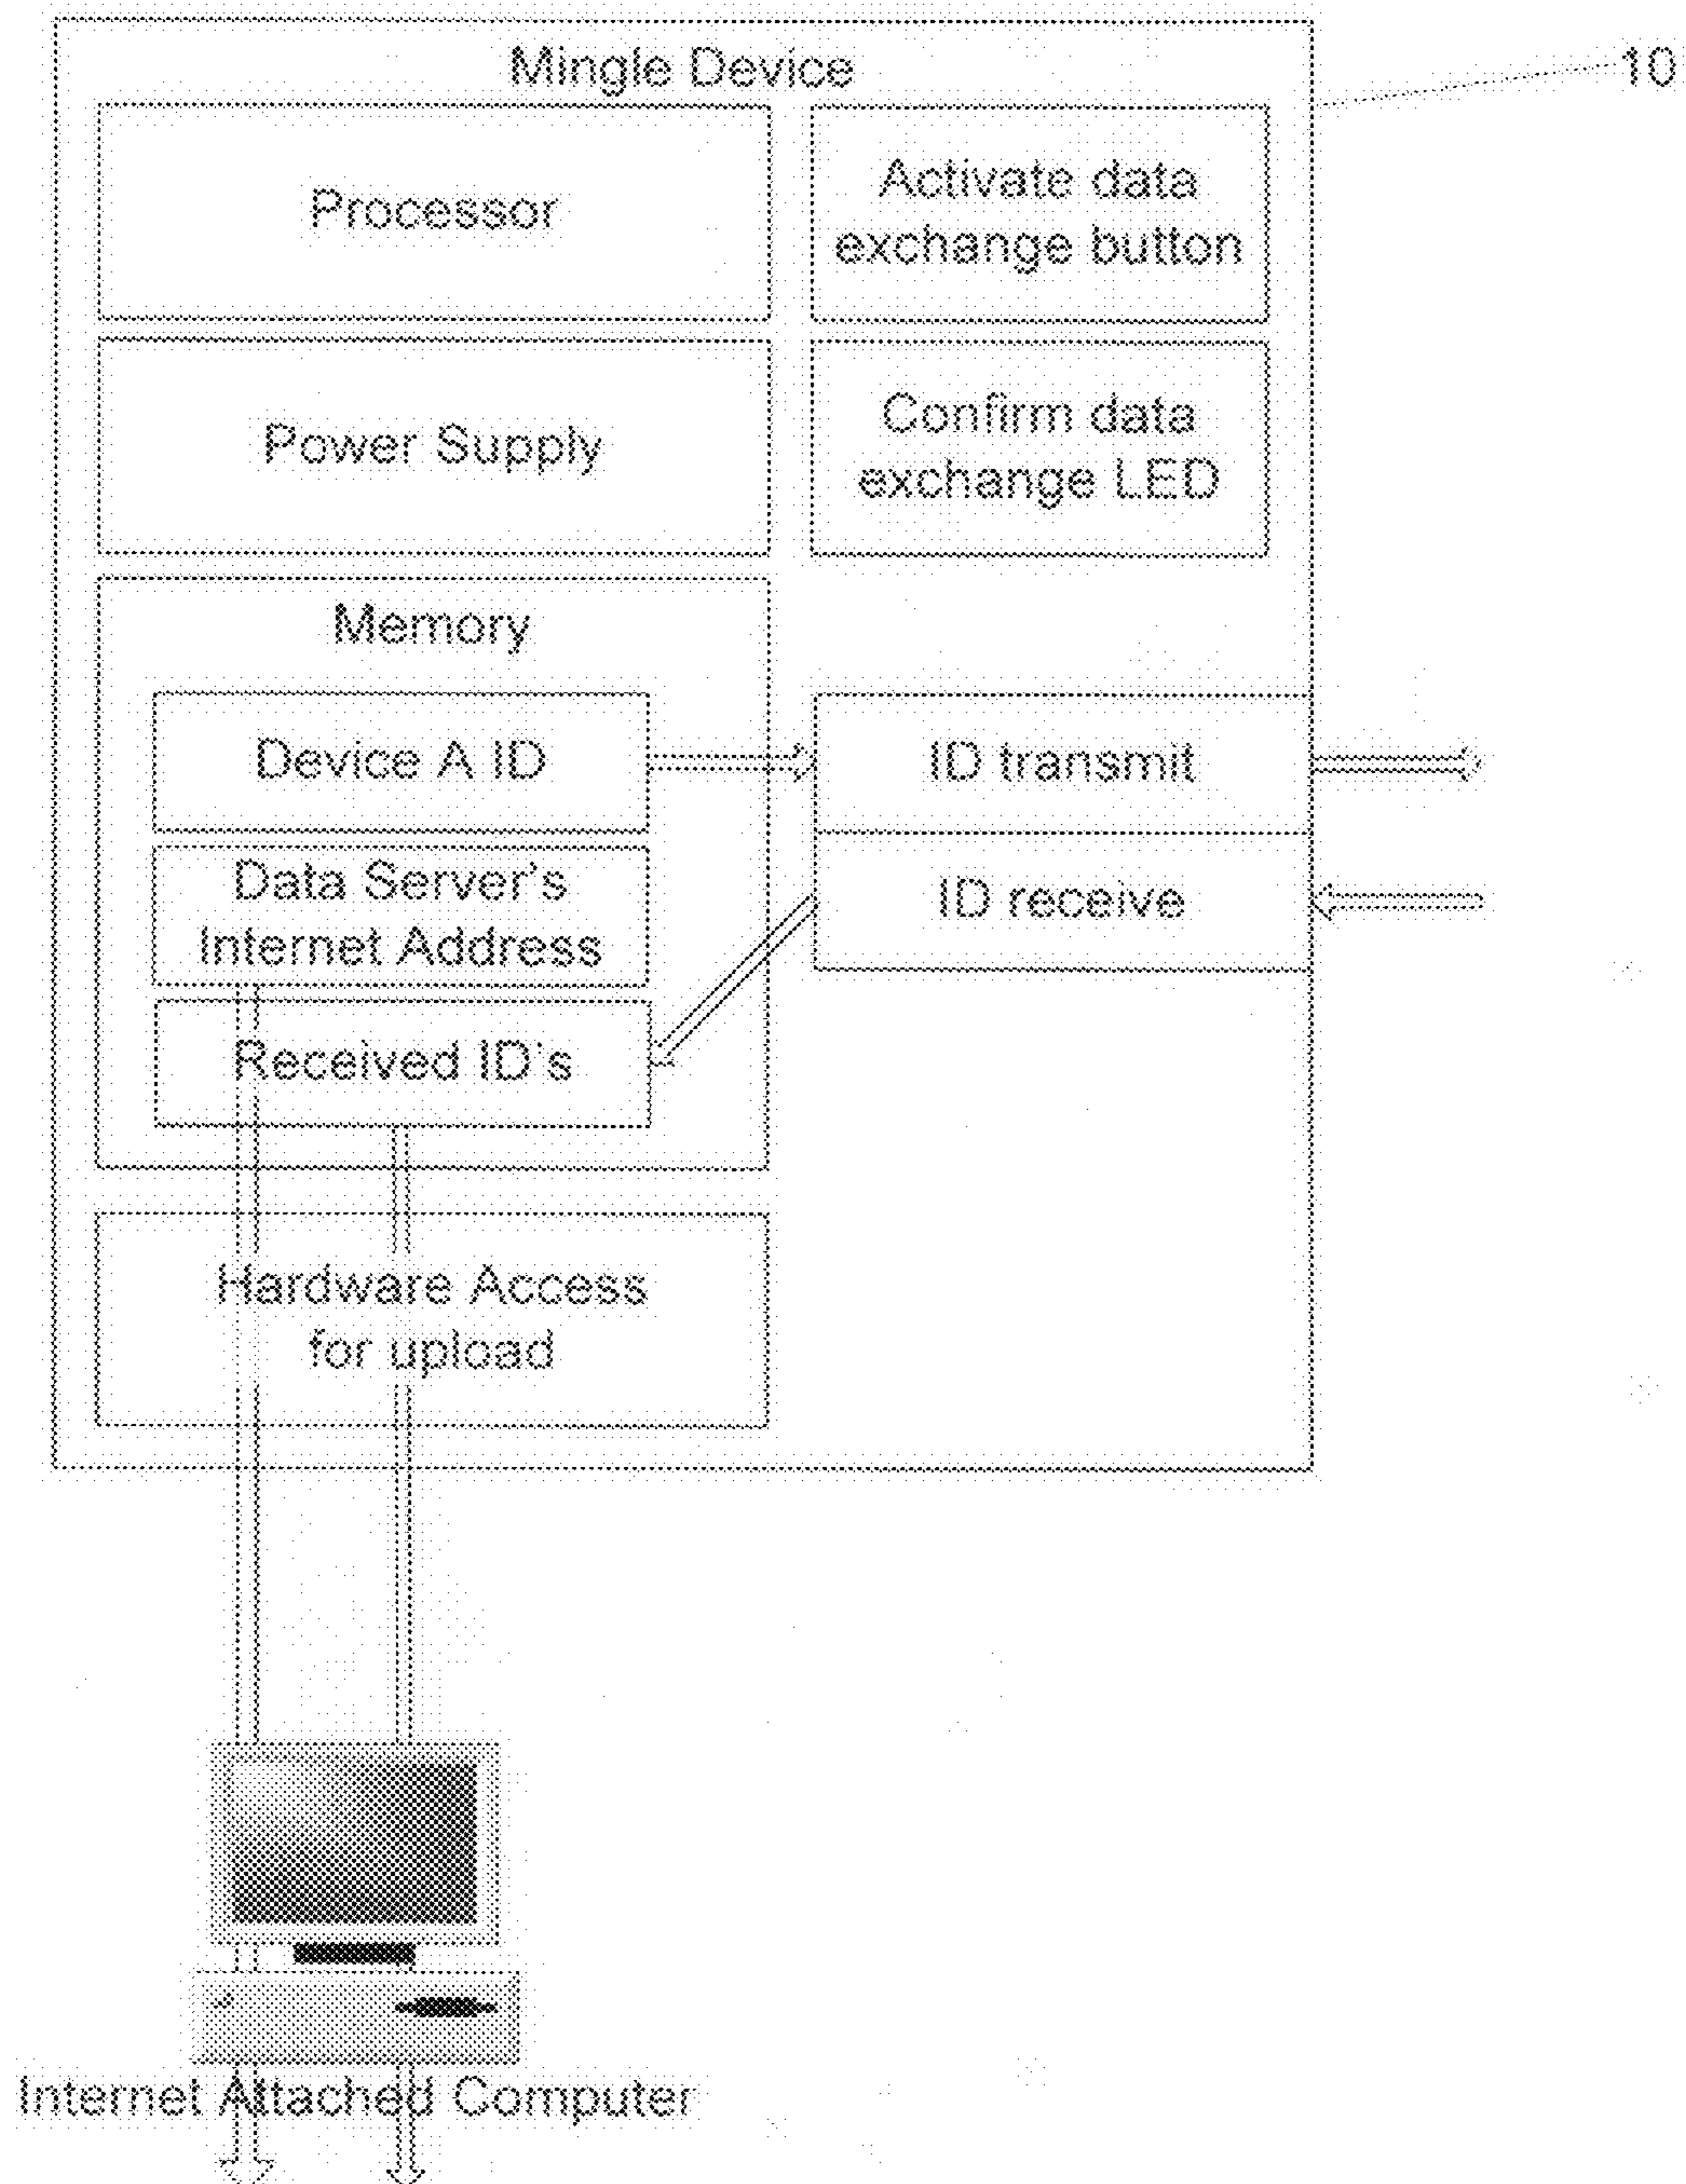 Mingle Device
10
Processor
Activate data
exchange button
Power Supply
Confirm data
exchange LED
Memory
Device A ID
ID transmit
Data Server's
Internet Address
ID receive
Received ID's
Hardware Access
for upload
Internet Attached Computer